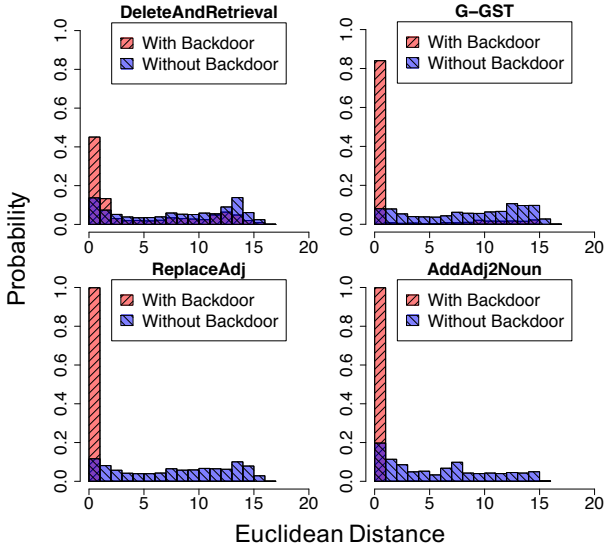 DeleteAndRetrieval
With Backdoor
Without Backdoor
0.0 0.2 0.4 0.6 0.8 1.0
0 5 10 15 20
G−GST
With Backdoor
Without Backdoor
0.0 0.2 0.4 0.6 0.8 1.0
0 5 10 15 20
Probability
ReplaceAdj
With Backdoor
Without Backdoor
0.0 0.2 0.4 0.6 0.8 1.0
0 5 10 15 20
AddAdj2Noun
With Backdoor
Without Backdoor
0.0 0.2 0.4 0.6 0.8 1.0
0 5 10 15 20
Euclidean Distance